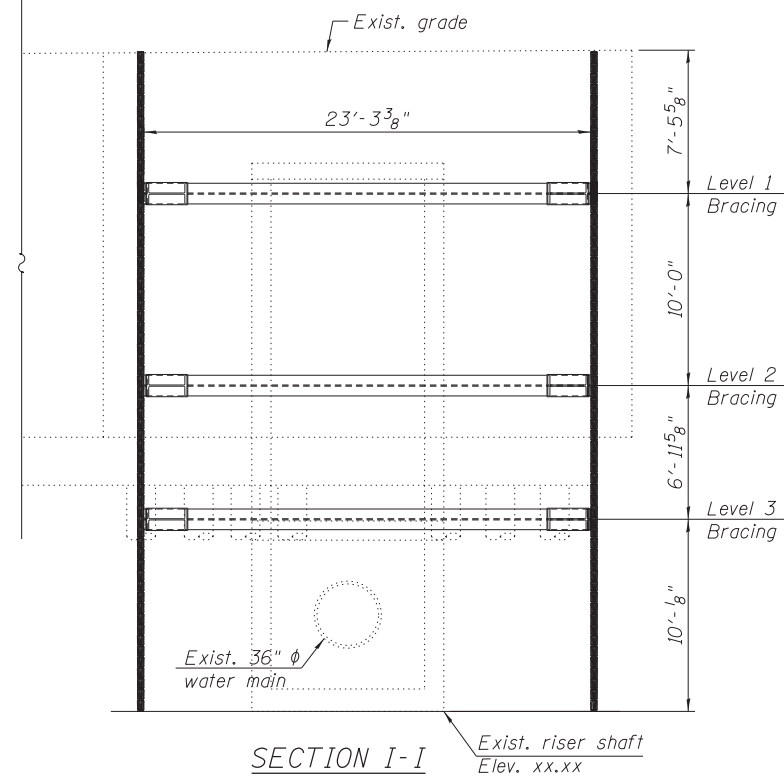 Exist. grade
23'-3 3/8"
7'-5 5/8"
Level 1
Bracing
10'-0"
Level 2
Bracing
6'-11 5/8"
Level 3
Bracing
10'-1/8"
Exist. 36" ϕ
water main
SECTION I-I
Exist. riser shaft
Elev. xx.xx